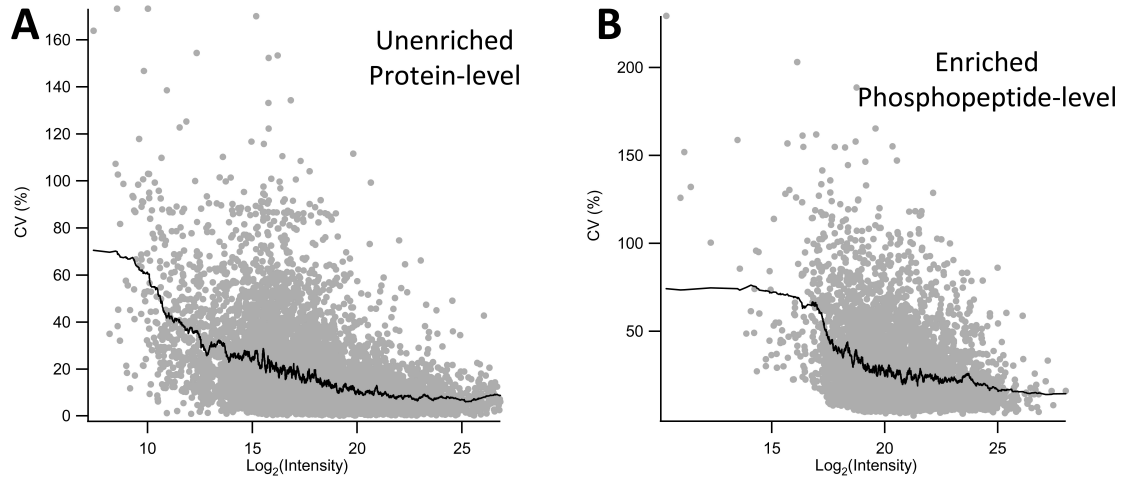 A
Unenriched
Protein-level
CV (%)
160
140
120
100
80
60
40
20
0
10 15 20 25
Log2(Intensity)
B
Enriched
Phosphopeptide-level
CV (%)
200
150
100
50
15 20 25
Log2(Intensity)